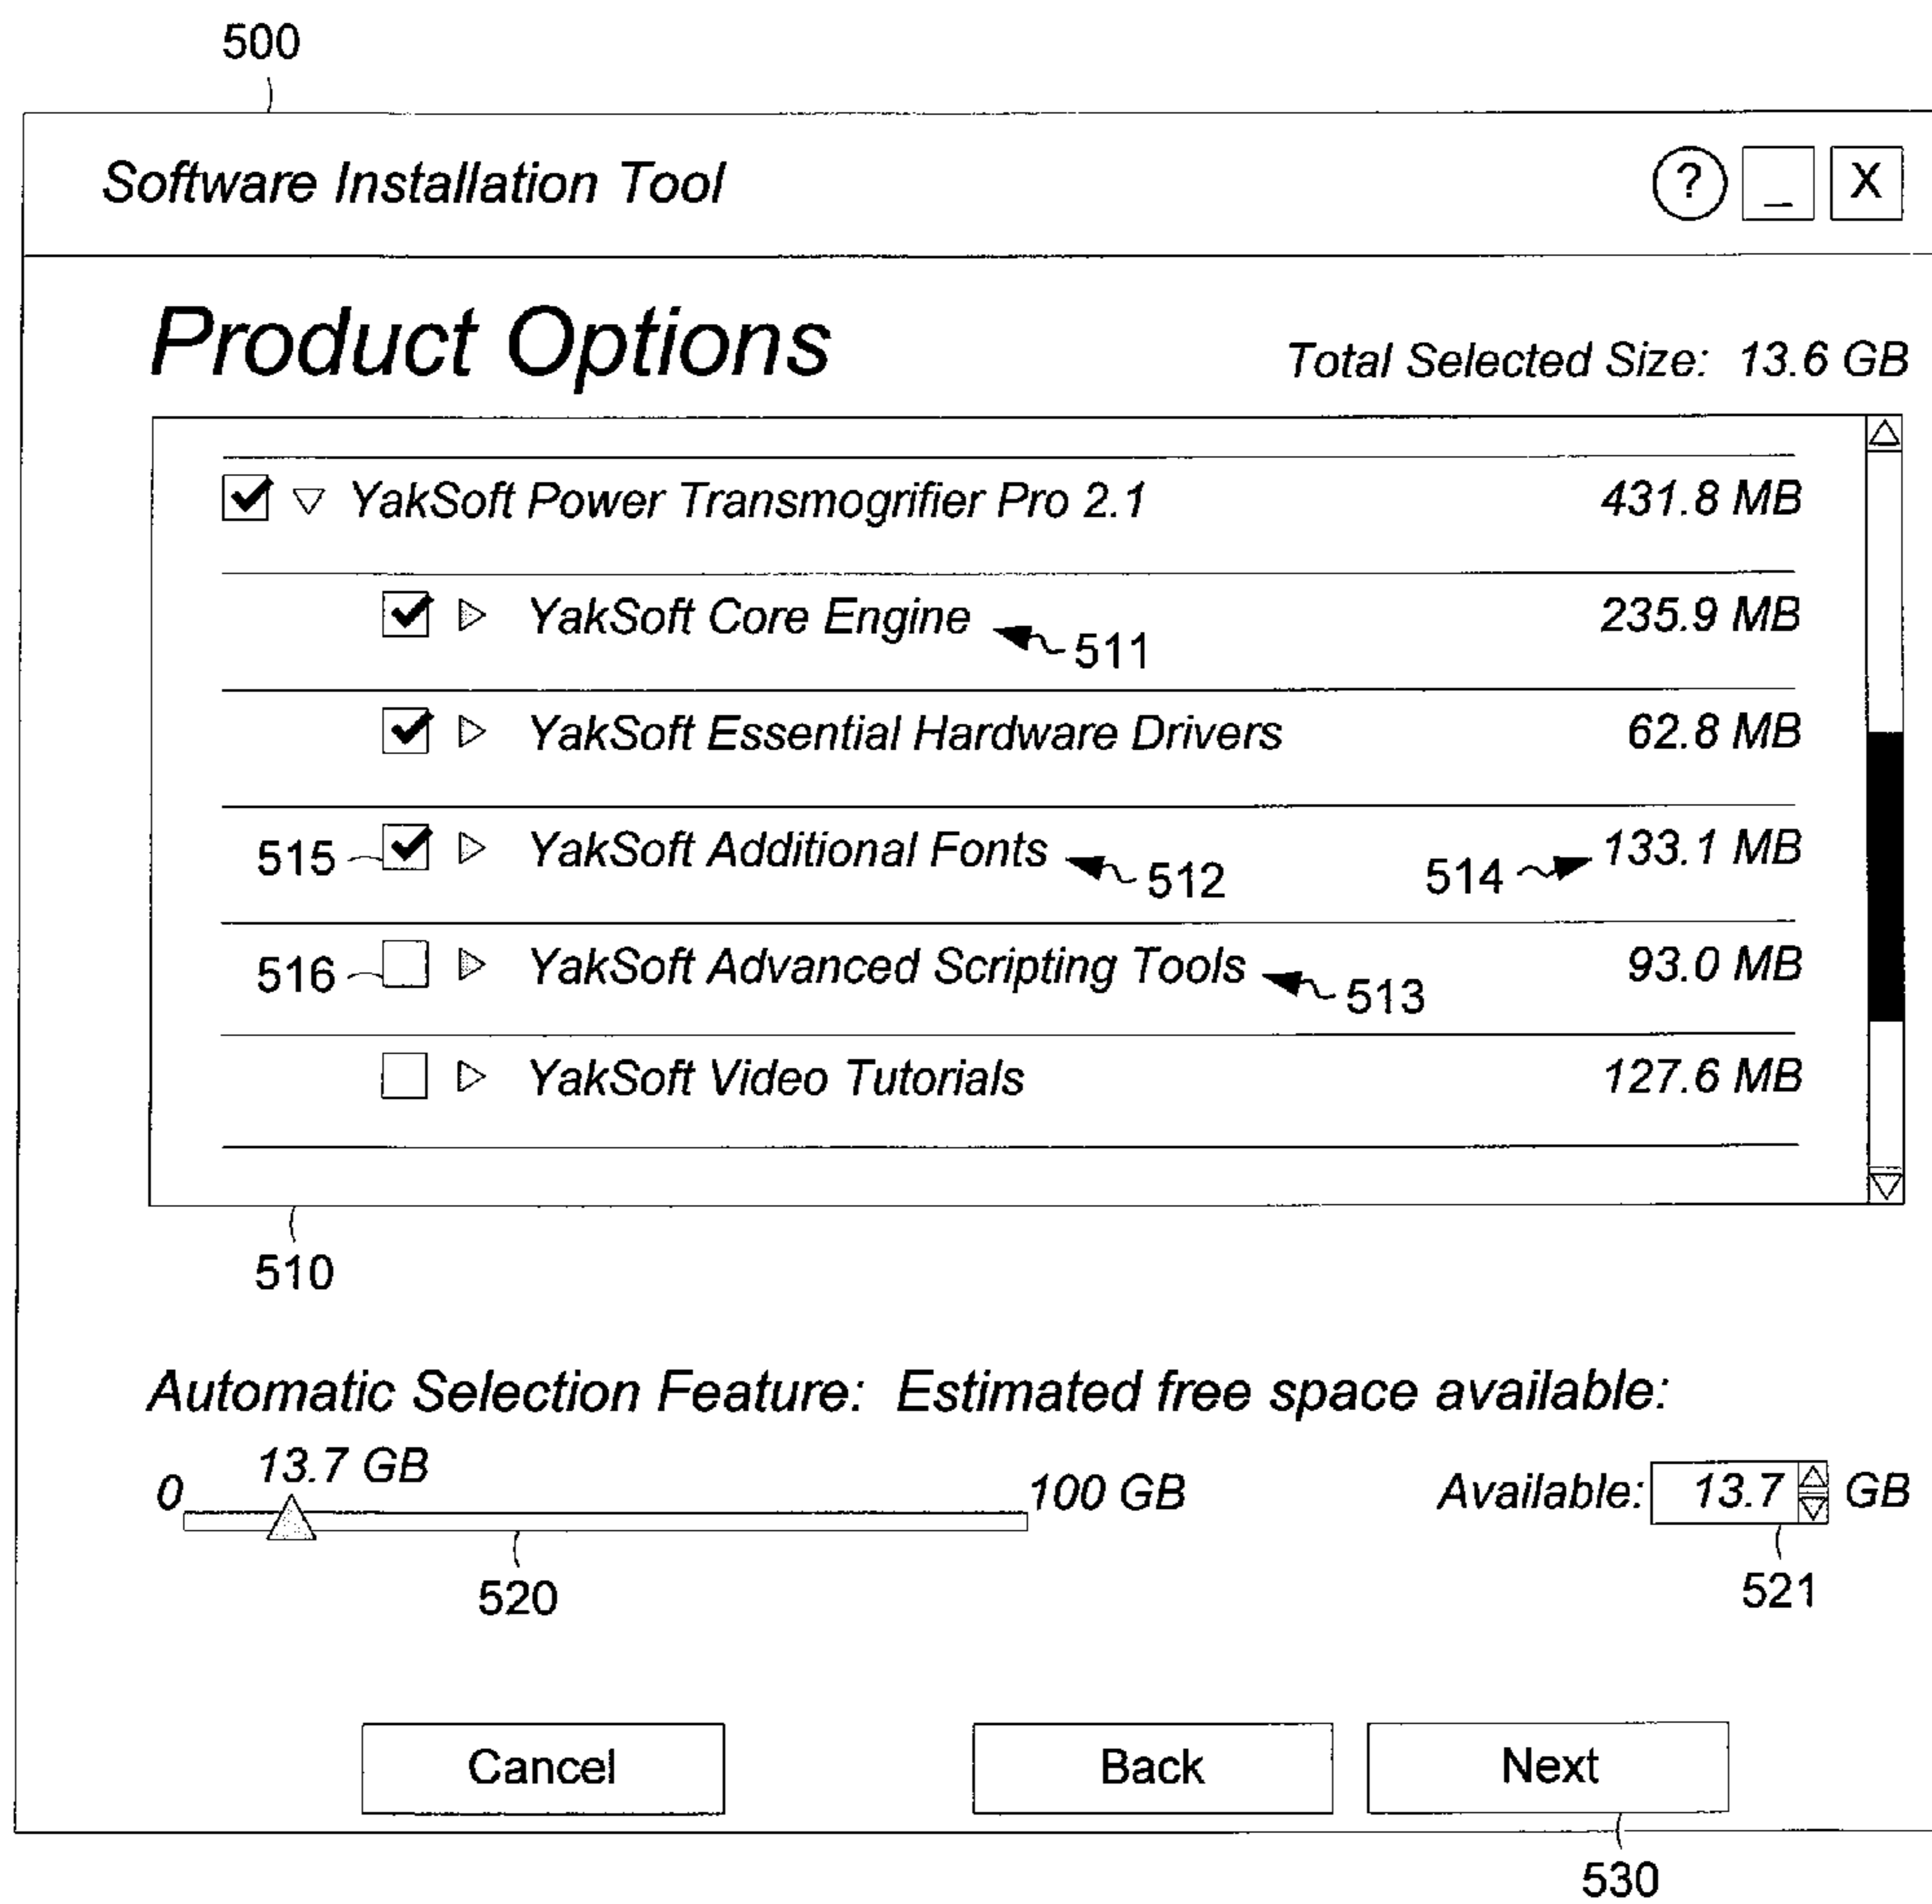 500
Software Installation Tool ? _ X
Product Options Total Selected Size: 13.6 GB
YakSoft Power Transmogrifier Pro 2.1 431.8 MB
YakSoft Core Engine 511 235.9 MB
YakSoft Essential Hardware Drivers 62.8 MB
515 YakSoft Additional Fonts 512 514 133.1 MB
516 YakSoft Advanced Scripting Tools 513 93.0 MB
YakSoft Video Tutorials 127.6 MB
510
Automatic Selection Feature: Estimated free space available:
0 13.7 GB 100 GB Available: 13.7 GB
520 521
Cancel Back Next
530